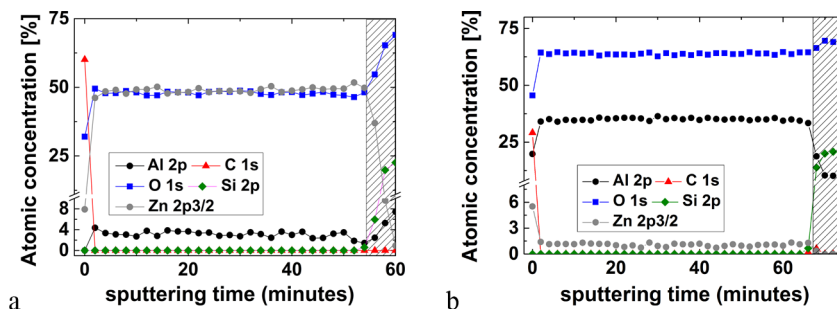 a
Atomic concentration [%]
75
50
25
8
4
0
Al 2p
C 1s
O 1s
Si 2p
Zn 2p3/2
0
20
40
60
sputtering time (minutes)
b
Atomic concentration [%]
75
50
25
6
3
0
Al 2p
C 1s
O 1s
Si 2p
Zn 2p3/2
0
20
40
60
sputtering time (minutes)